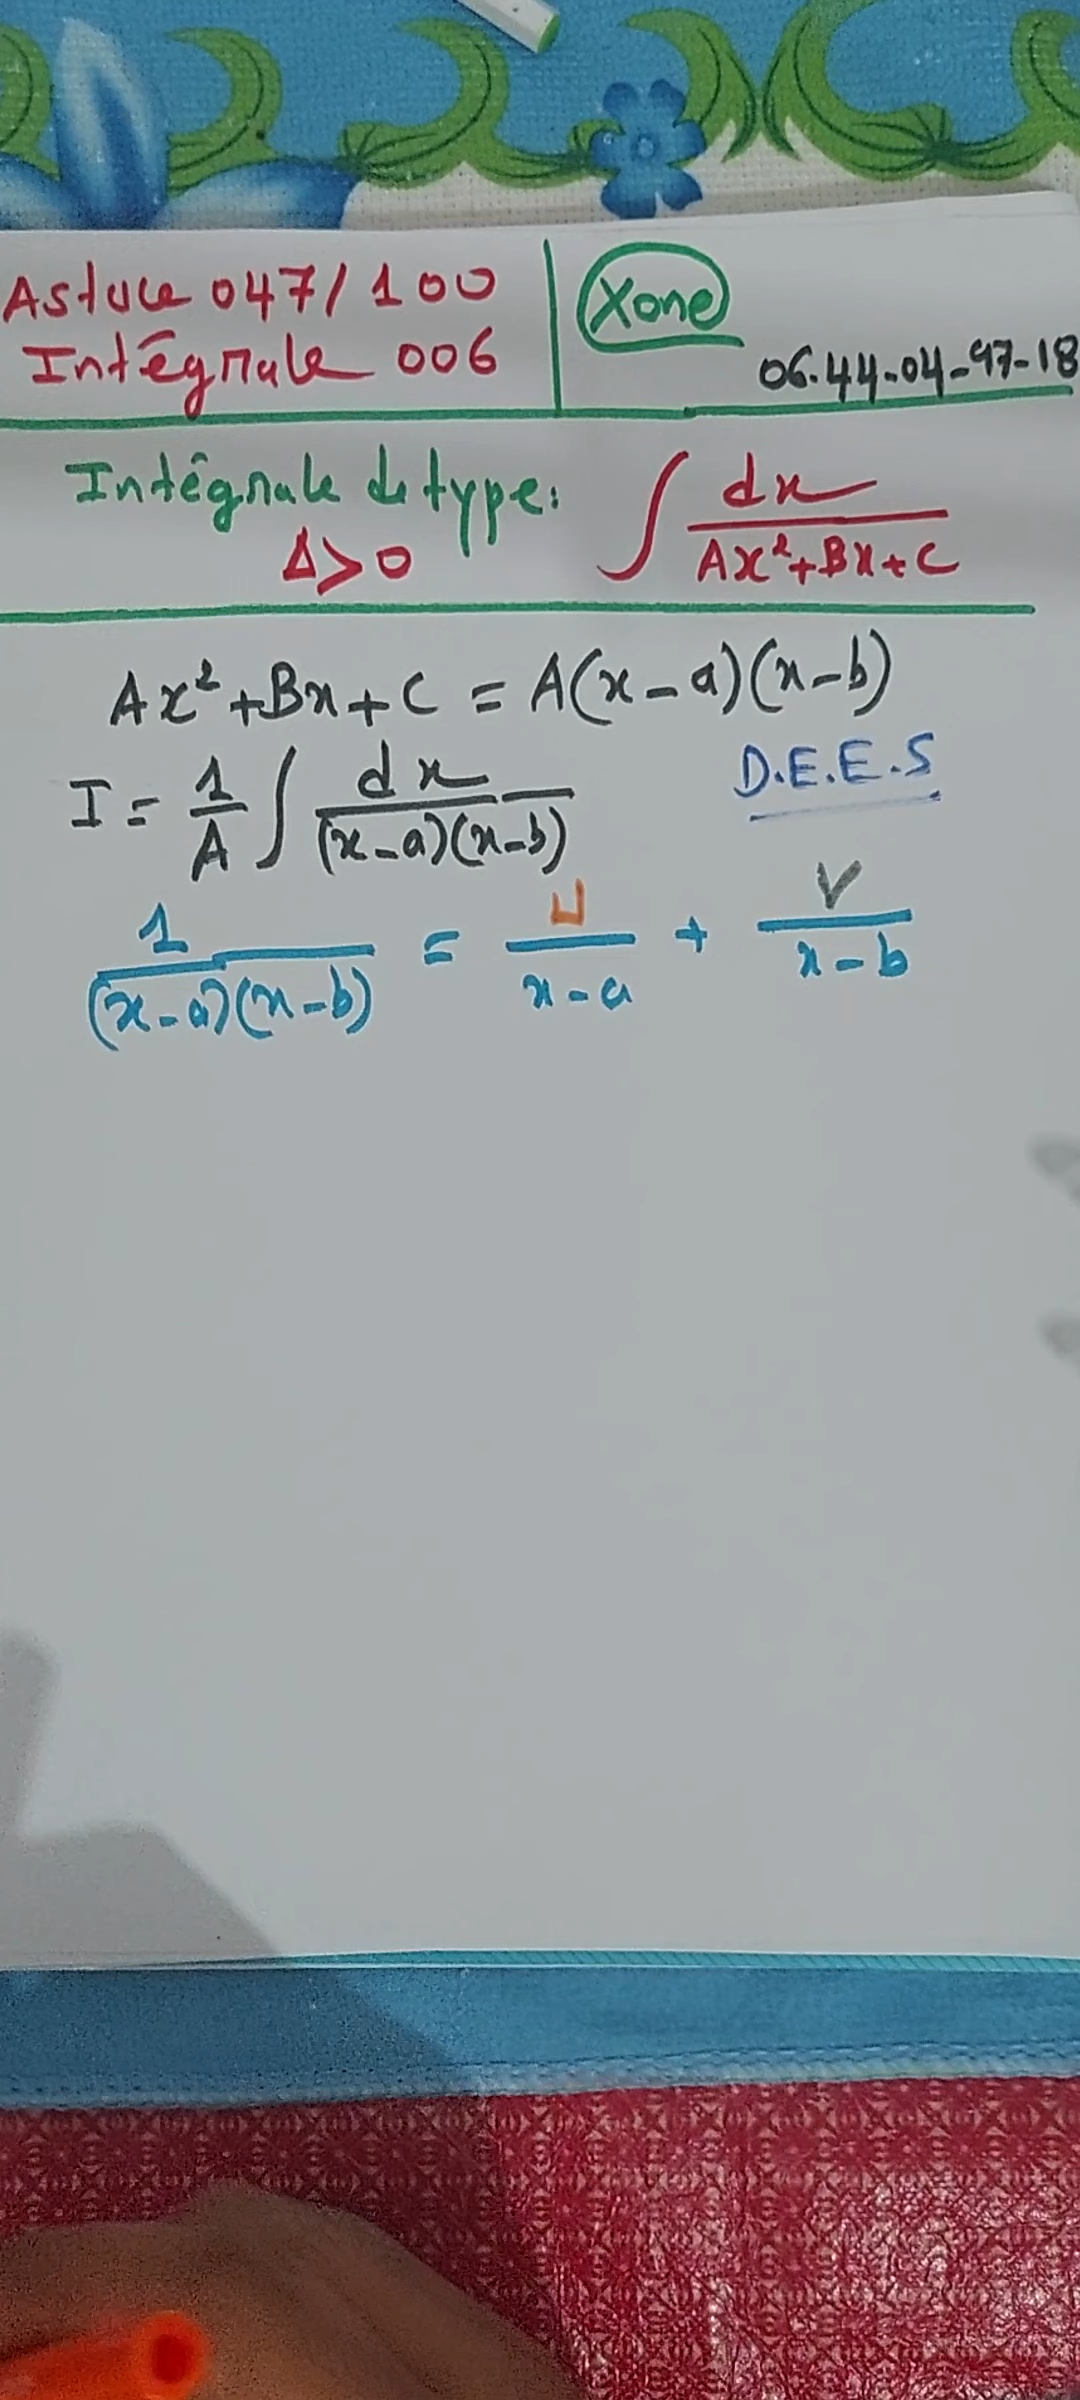 Astuce 047/100
Intégrale 006
Xone
06.44.04.97.18
Intégrale de type: ∫ dx / (Ax²+Bx+C)
Δ>0
Ax²+Bx+C = A(x-a)(x-b)
I = 1/A ∫ dx / (x-a)(x-b)
D.E.E.S
1 / (x-a)(x-b) = U / (x-a) + V / (x-b)